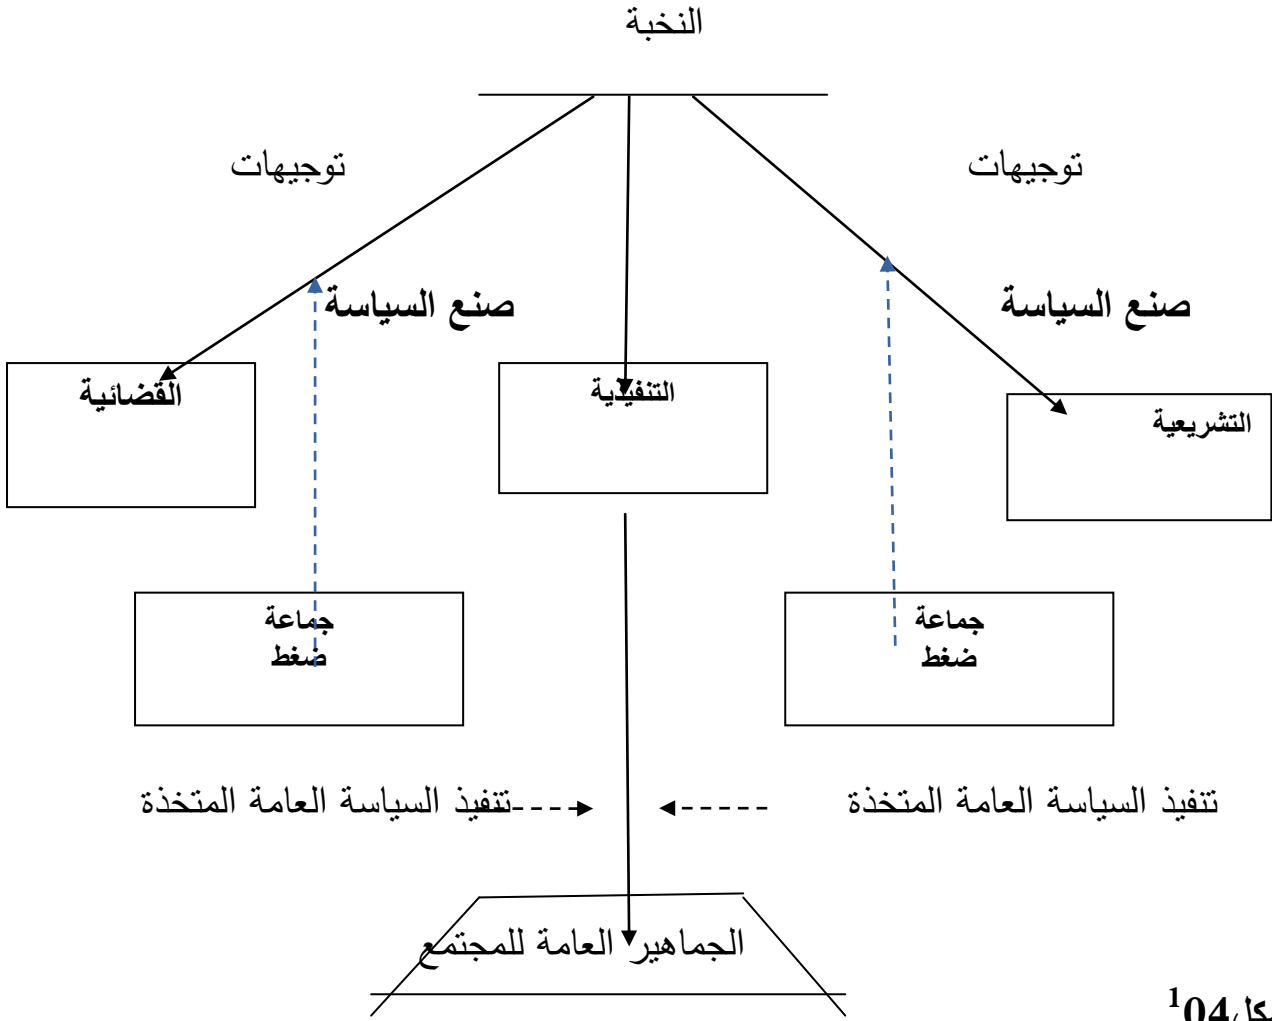 النخبة
توجيهات
توجيهات
صنع السياسة
صنع السياسة
التشريعية
التنفيذية
القضائية
جماعة
ضغط
جماعة
ضغط
تنفيذ السياسة العامة المتخذة
تنفيذ السياسة العامة المتخذة
الجماهير العامة للمجتمع
04¹